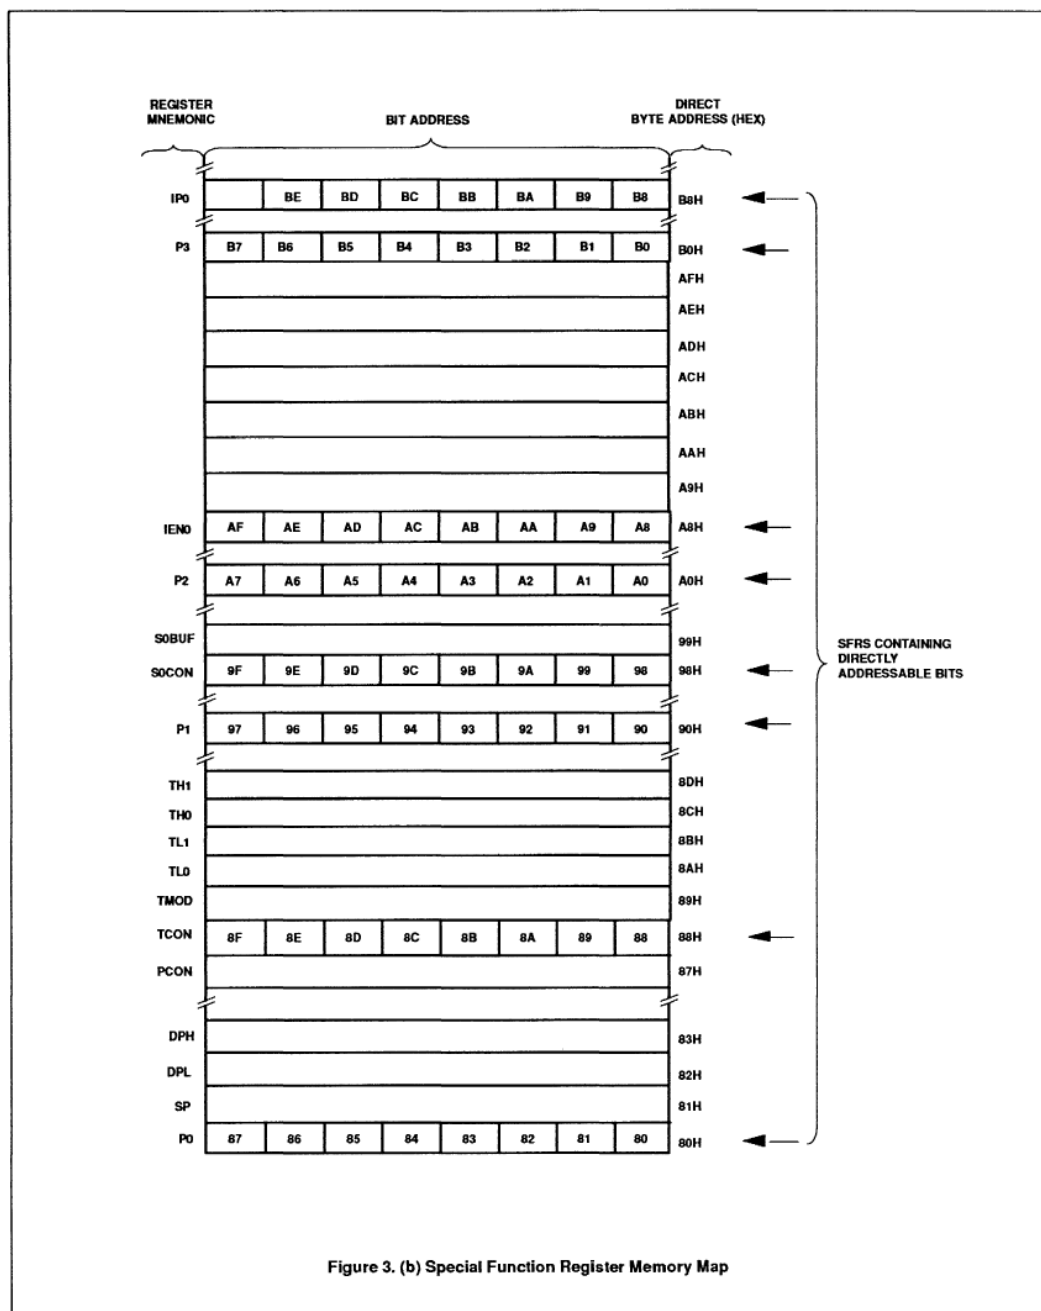 REGISTER MNEMONIC BIT ADDRESS DIRECT BYTE ADDRESS (HEX)
IP0 BE BD BC BB BA B9 B8 B8H
P3 B7 B6 B5 B4 B3 B2 B1 B0 B0H
AFH
AEH
ADH
ACH
ABH
AAH
A9H
IEN0 AF AE AD AC AB AA A9 A8 A8H
P2 A7 A6 A5 A4 A3 A2 A1 A0 A0H
S0BUF 99H
S0CON 9F 9E 9D 9C 9B 9A 99 98 98H
SFRS CONTAINING
DIRECTLY
ADDRESSABLE BITS
P1 97 96 95 94 93 92 91 90 90H
TH1 8DH
TH0 8CH
TL1 8BH
TL0 8AH
TMOD 89H
TCON 8F 8E 8D 8C 8B 8A 89 88 88H
PCON 87H
DPH 83H
DPL 82H
SP 81H
P0 87 86 85 84 83 82 81 80 80H
Figure 3. (b) Special Function Register Memory Map